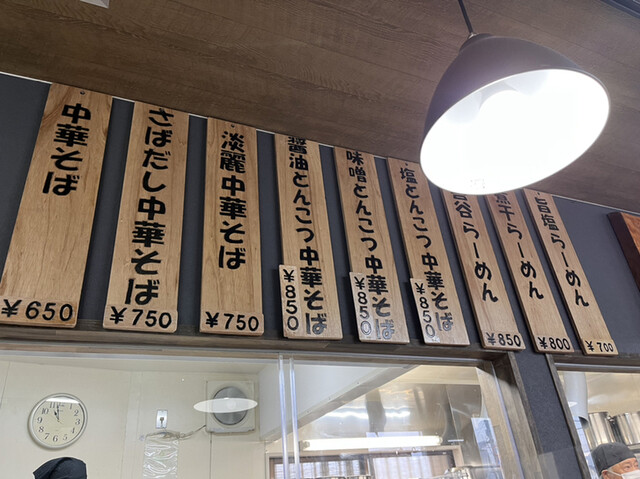 中華そば
¥650
さばだし中華そば
¥750
淡麗中華そば
¥750
醤油とんこつ中華そば
¥850
味噌とんこつ中華そば
¥850
塩とんこつ中華そば
¥850
谷らーめん
¥850
煮干らーめん
¥800
旨塩らーめん
¥700